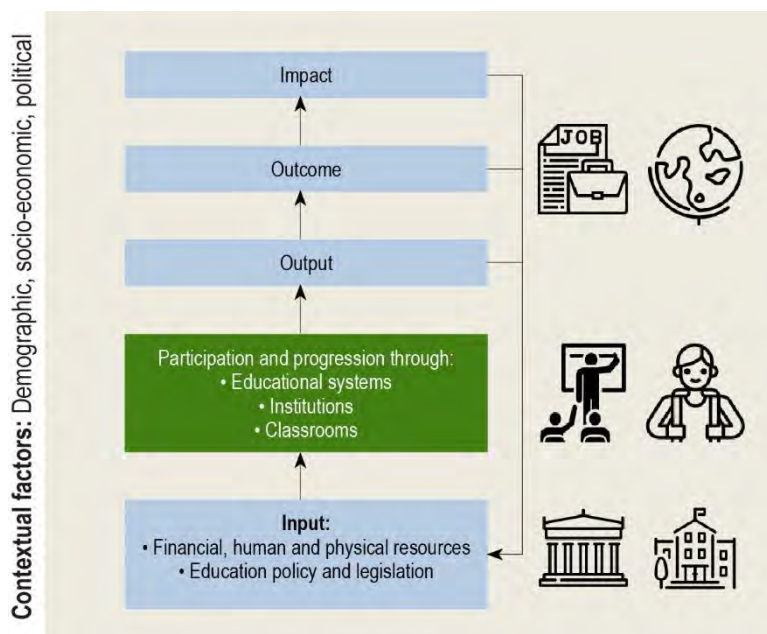 Contextual factors: Demographic, socio-economic, political
Impact
Outcome
Output
Participation and progression through:
• Educational systems
• Institutions
• Classrooms
Input:
• Financial, human and physical resources
• Education policy and legislation
JOB